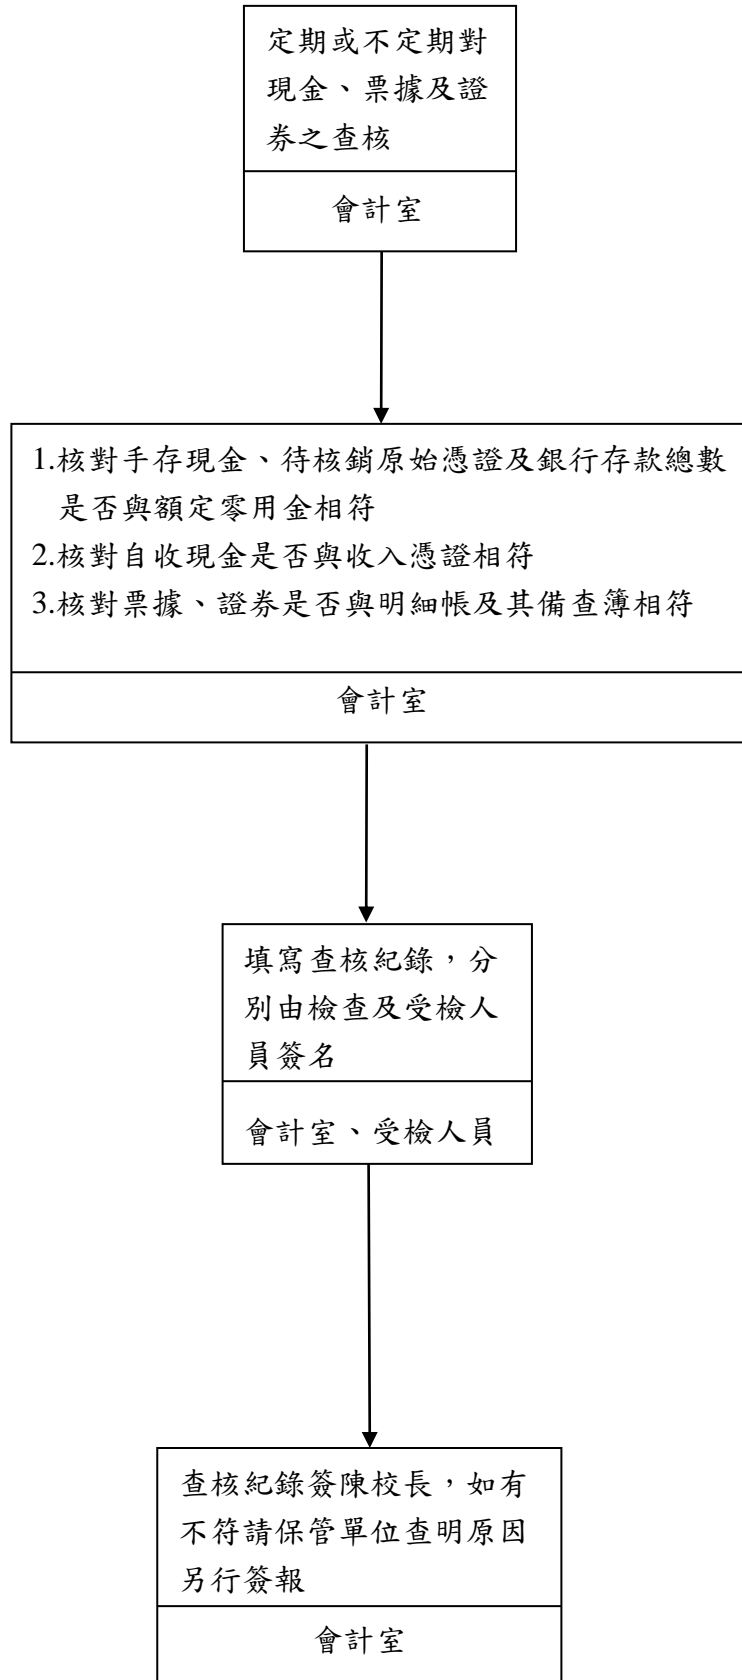 定期或不定期對
現金、票據及證
券之查核
會計室
1.核對手存現金、待核銷原始憑證及銀行存款總數
是否與額定零用金相符
2.核對自收現金是否與收入憑證相符
3.核對票據、證券是否與明細帳及其備查簿相符
會計室
填寫查核紀錄，分
別由檢查及受檢人
員簽名
會計室、受檢人員
查核紀錄簽陳校長，如有
不符請保管單位查明原因
另行簽報
會計室